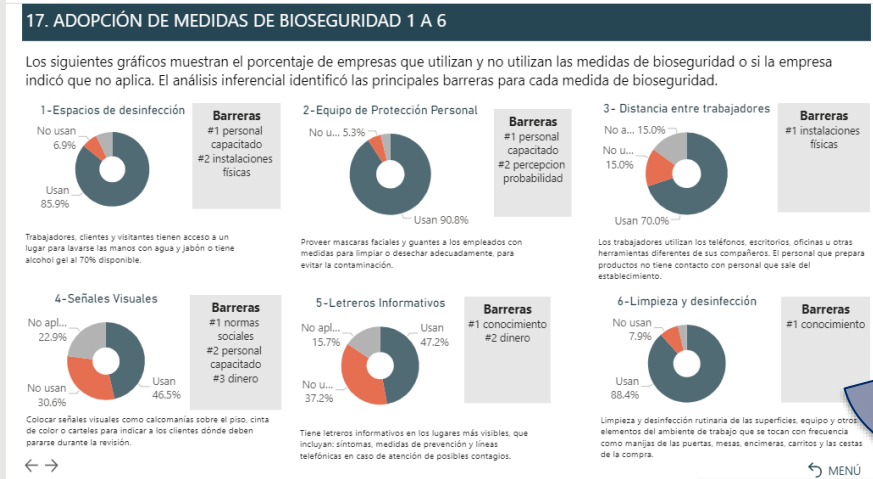 17. ADOPCIÓN DE MEDIDAS DE BIOSEGURIDAD 1 A 6
Los siguientes gráficos muestran el porcentaje de empresas que utilizan y no utilizan las medidas de bioseguridad o si la empresa
indicó que no aplica. El análisis inferencial identificó las principales barreras para cada medida de bioseguridad.
1-Espacios de desinfección
No usan
6.9%
Usan
85.9%
Barreras
#1 personal
capacitado
#2 instalaciones
físicas
Trabajadores, clientes y visitantes tienen acceso a un
lugar para lavarse las manos con agua y jabón o tiene
alcohol gel al 70% disponible.
2-Equipo de Protección Personal
No u... 5.3%
Usan 90.8%
Barreras
#1 personal
capacitado
#2 percepcion
probabilidad
Proveer mascaras faciales y guantes a los empleados con
medidas para limpiar o desechar adecuadamente, para
evitar la contaminación.
3- Distancia entre trabajadores
No a... 15.0%
No u...
15.0%
Usan 70.0%
Barreras
#1 instalaciones
físicas
Los trabajadores utilizan los teléfonos, escritorios, oficinas u otras
herramientas diferentes de sus compañeros. El personal que prepara
productos no tiene contacto con personal que sale del
establecimiento.
4-Señales Visuales
No apl...
22.9%
No usan
30.6%
Usan
46.5%
Barreras
#1 normas
sociales
#2 personal
capacitado
#3 dinero
Colocar señales visuales como calcomanías sobre el piso, cinta
de color o carteles para indicar a los clientes dónde deben
pararse durante la revisión.
5-Letreros Informativos
No apl...
15.7%
Usan
47.2%
No u...
37.2%
Barreras
#1 conocimiento
#2 dinero
Tiene letreros informativos en los lugares más visibles, que
incluyan: síntomas, medidas de prevención y líneas
telefónicas en caso de atención de posibles contagios.
6-Limpieza y desinfección
No usan
7.9%
Usan
88.4%
Barreras
#1 conocimiento
Limpieza y desinfección rutinaria de las superficies, equipo y otros
elementos del ambiente de trabajo que se tocan con frecuencia
como manijas de las puertas, mesas, encimeras, carritos y las cestas
de la compra.
MENÚ